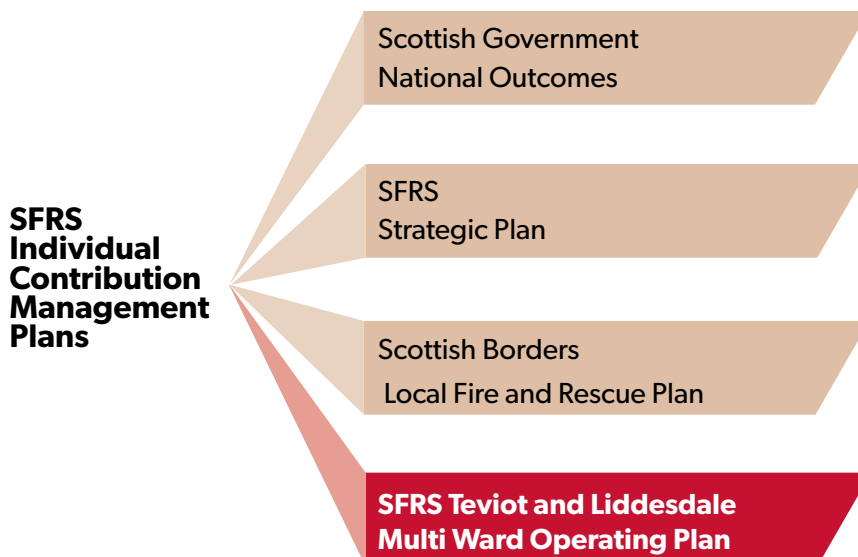 Scottish Government
National Outcomes
SFRS
Strategic Plan
SFRS
Individual
Contribution
Management
Plans
Scottish Borders
Local Fire and Rescue Plan
SFRS Teviot and Liddesdale
Multi Ward Operating Plan